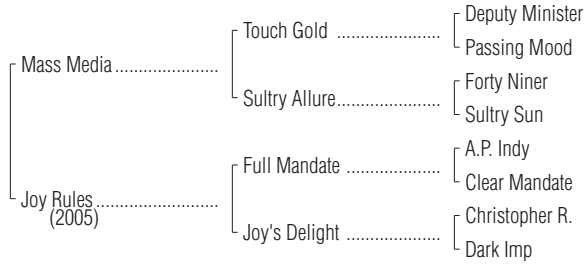 Deputy Minister
Touch Gold ....................
Passing Mood
Mass Media ....................
Forty Niner
Sultry Allure ....................
Sultry Sun
A.P. Indy
Full Mandate ....................
Clear Mandate
Joy Rules ....................
(2005)
Christopher R.
Joy's Delight ....................
Dark Imp